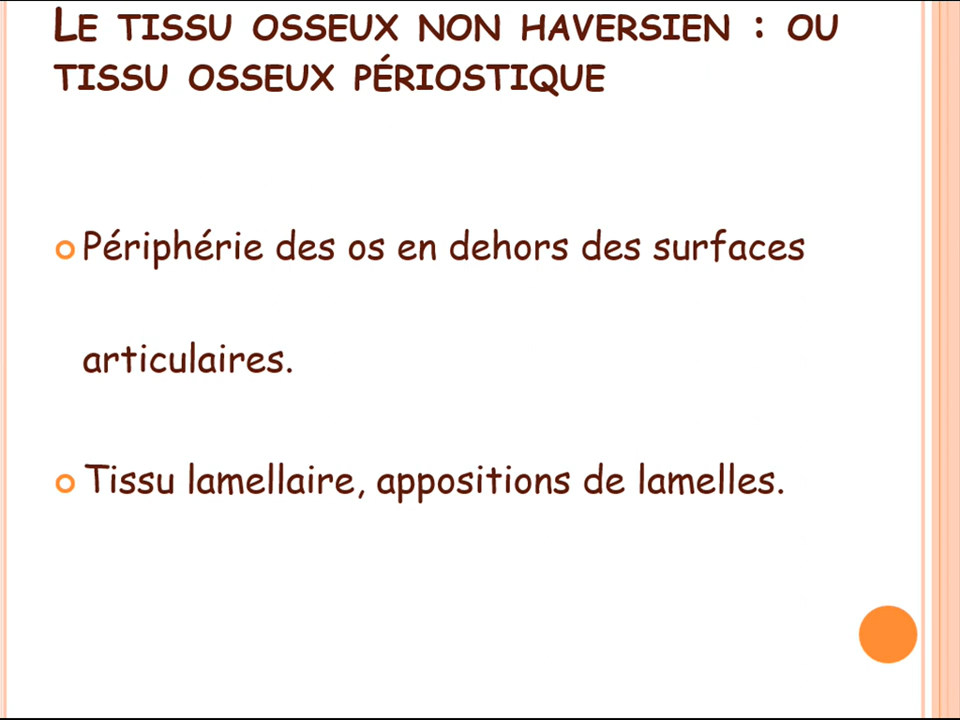 Le tissu osseux non haversien : ou
tissu osseux périostique
Périphérie des os en dehors des surfaces
articulaires.
Tissu lamellaire, appositions de lamelles.